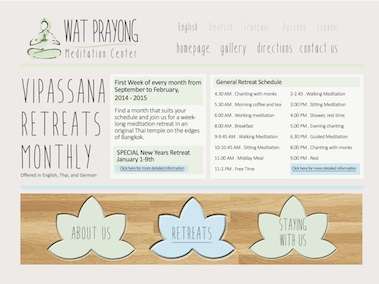 WAT PRAYONG
Meditation Center
English Deutsch Français Русский Español
homepage gallery directions contact us
VIPASSANA
RETREATS
MONTHLY
Offered in English, Thai, and German
First Week of every month from
September to February,
2014 - 2015
Find a month that suits your
schedule and join us for a week-
long meditation retreat in an
original Thai temple on the edges
of Bangkok.
SPECIAL New Years Retreat
January 1-9th
Click here for more detailed information
General Retreat Schedule
4.30 AM . Chanting with monks
5.30 AM . Morning coffee and tea
6.00 AM . Walking Meditation
8.00 AM . Breakfast
9-9.45 AM . Walking Meditation
10-10.45 AM . Sitting Meditation
11.00 AM . Midday Meal
11-2 PM . Free Time
2-2.45 . Walking Meditation
3.00 PM . Sitting Meditation
4.00 PM . Shower, rest time
5.00 PM . Evening chanting
6.30 PM . Guided Meditation
8.00 PM . Chanting with monks
9.00 PM . Rest
Click here for more detailed information
ABOUT US
RETREATS
STAYING
WITH US